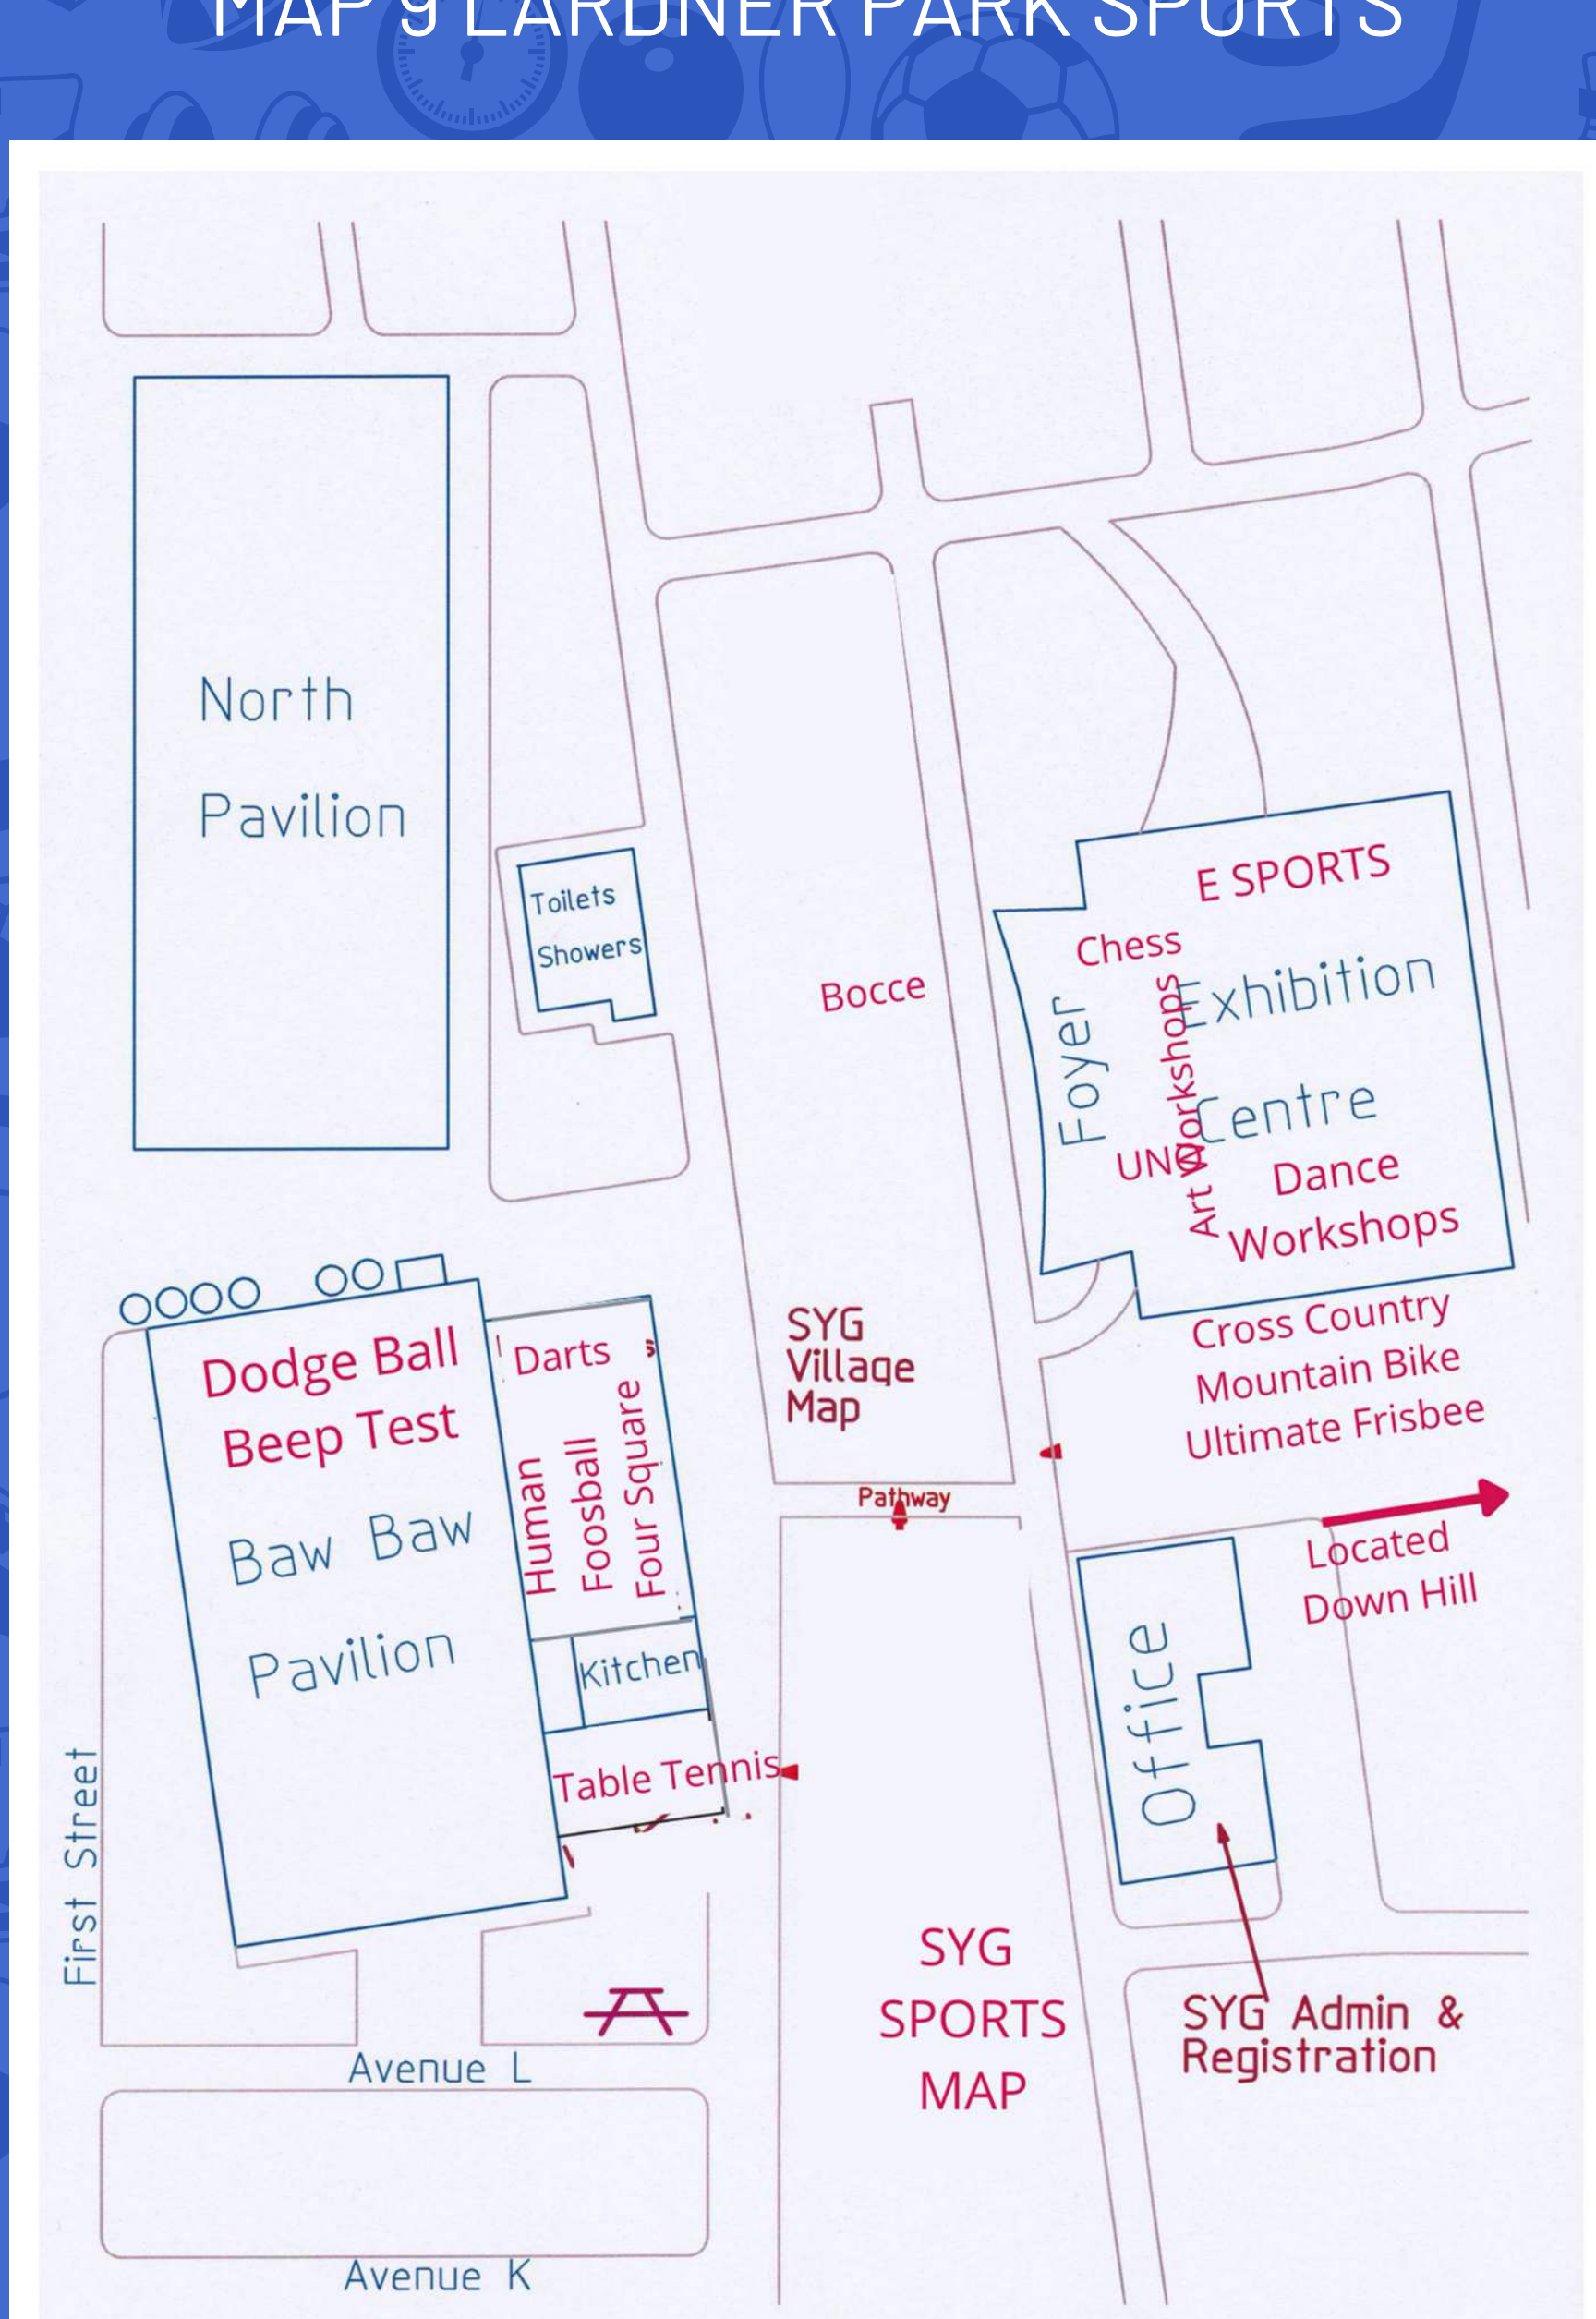 MAP 9 LARDNER PARK SPORTS
North
Pavilion
Toilets
Showers
Bocce
E SPORTS
Chess
Exhibition
Foyer
Art Workshops
Centre
UNO
Dance
Workshops
Cross Country
Mountain Bike
Ultimate Frisbee
Located
Down Hill
SYG
Village
Map
Pathway
Dodge Ball
Beep Test
Baw Baw
Pavilion
Darts
Human
Foosball
Four Square
Kitchen
Table Tennis
Office
First Street
SYG
SPORTS
MAP
SYG Admin &
Registration
Avenue L
Avenue K